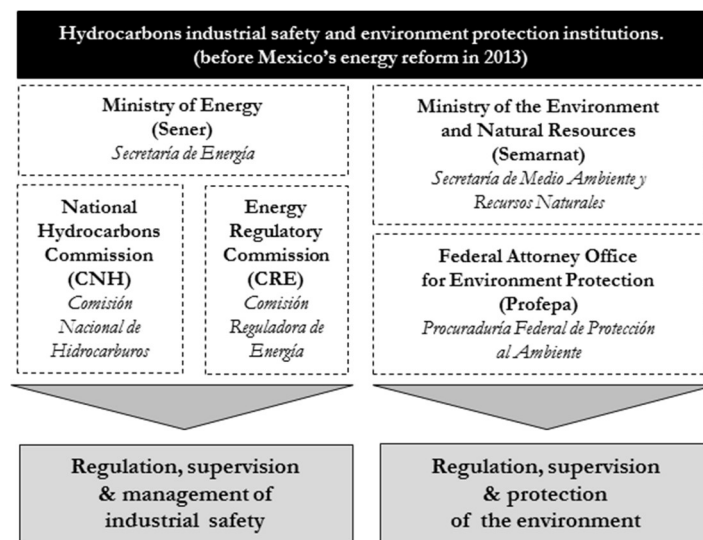 Hydrocarbons industrial safety and environment protection institutions.
(before Mexico's energy reform in 2013)
Ministry of Energy
(Sener)
Secretaría de Energía
National
Hydrocarbons
Commission
(CNH)
Comisión
Nacional de
Hidrocarburos
Energy
Regulatory
Commission
(CRE)
Comisión
Reguladora de
Energía
Ministry of the Environment
and Natural Resources
(Semarnat)
Secretaría de Medio Ambiente y
Recursos Naturales
Federal Attorney Office
for Environment Protection
(Profepa)
Procuraduría Federal de Protección
al Ambiente
Regulation, supervision
& management of
industrial safety
Regulation, supervision
& protection
of the environment